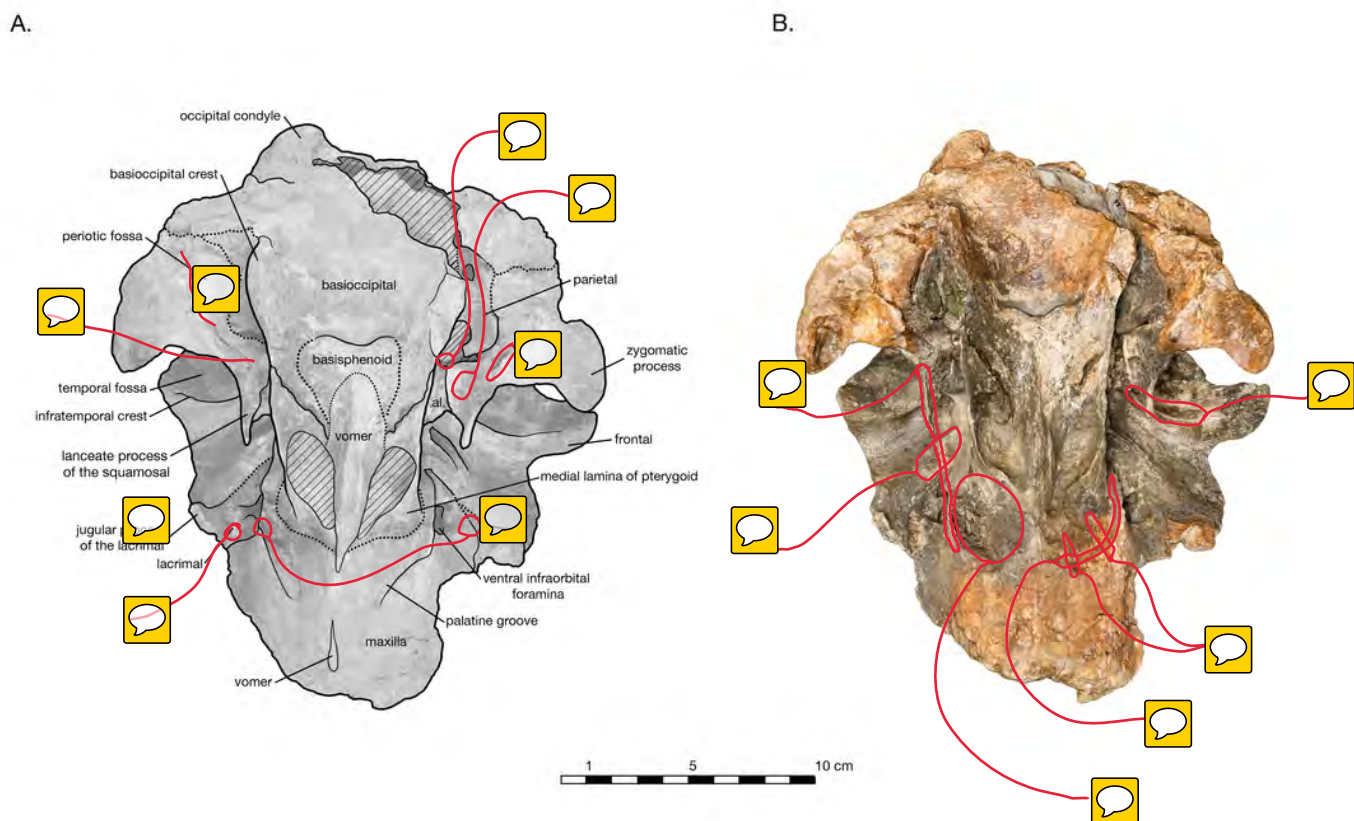 A.
B.
occipital condyle
basioccipital crest
periotic fossa
basioccipital
parietal
basisphenoid
zygomatic
process
temporal fossa
infratemporal crest
al.
vomer
frontal
lanceate process
of the squamosal
medial lamina of pterygoid
jugular
of the lacrimal
lacrimal
ventral infraorbital
foramina
palatine groove
maxilla
vomer
1 5 10 cm